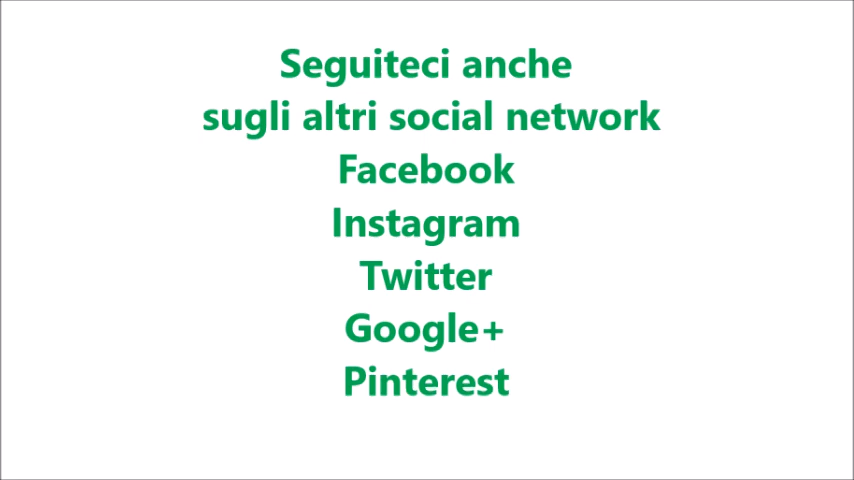 Seguiteci anche
sugli altri social network
Facebook
Instagram
Twitter
Google+
Pinterest